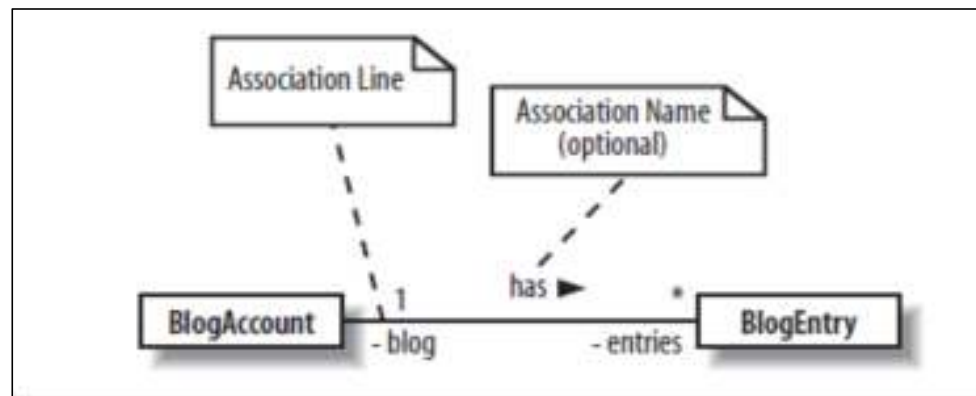 Association Line
Association Name
(optional)
has ►
1
*
BlogAccount
BlogEntry
- blog
- entries